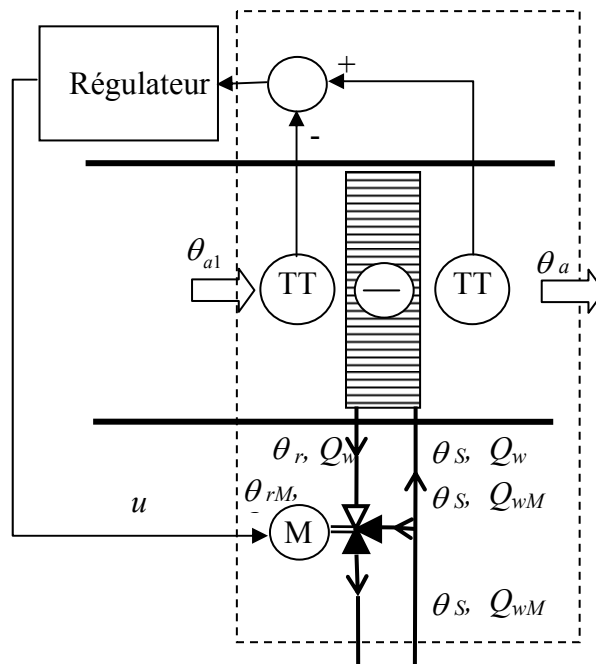 +
Régulateur
-
θa1
TT
TT
θa
θr, Qw
θS, Qw
θrM,
θS, QwM
u
M
θS, QwM